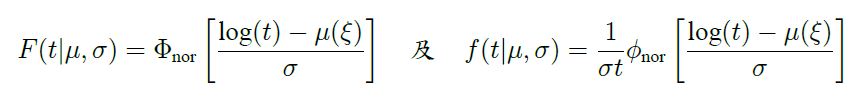 F(t|μ, σ) = Φ_nor [ (log(t) − μ(ξ)) / σ ] 及 f(t|μ, σ) = 1/(σt) ϕ_nor [ (log(t) − μ(ξ)) / σ ]